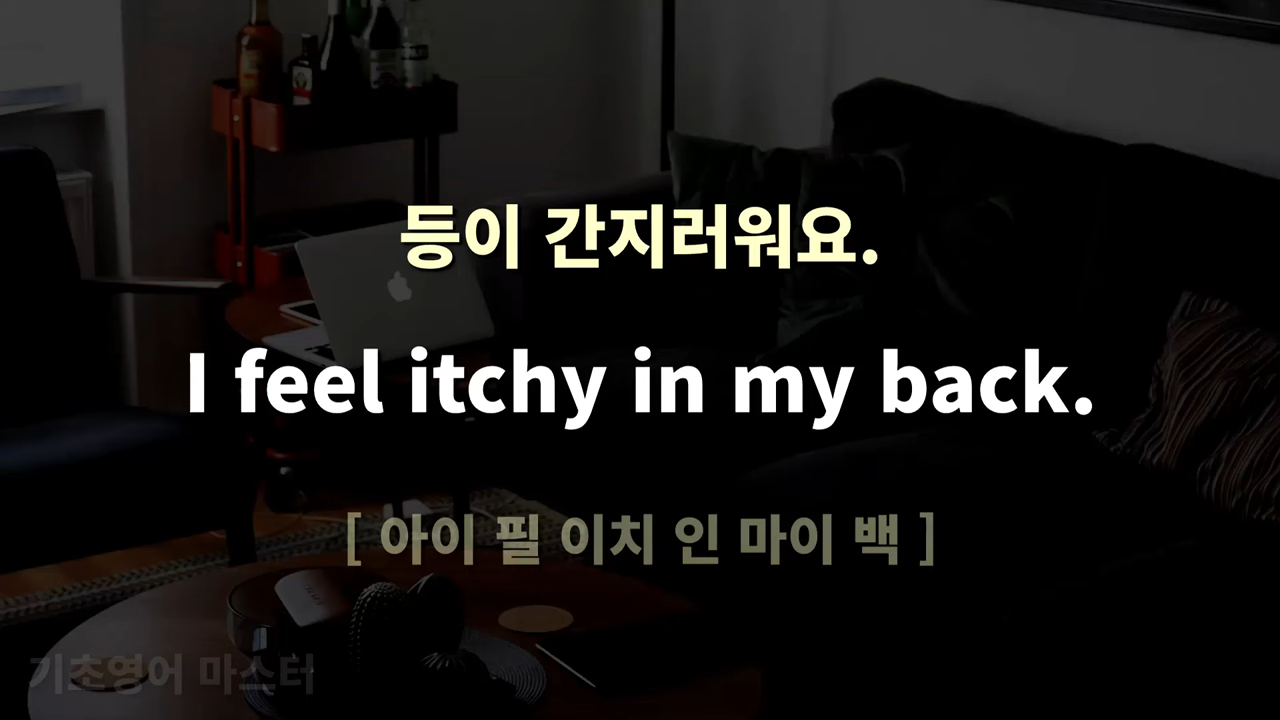 등이 간지러워요.
I feel itchy in my back.
[ 아이 필 이치 인 마이 백 ]
기초영어 마스터